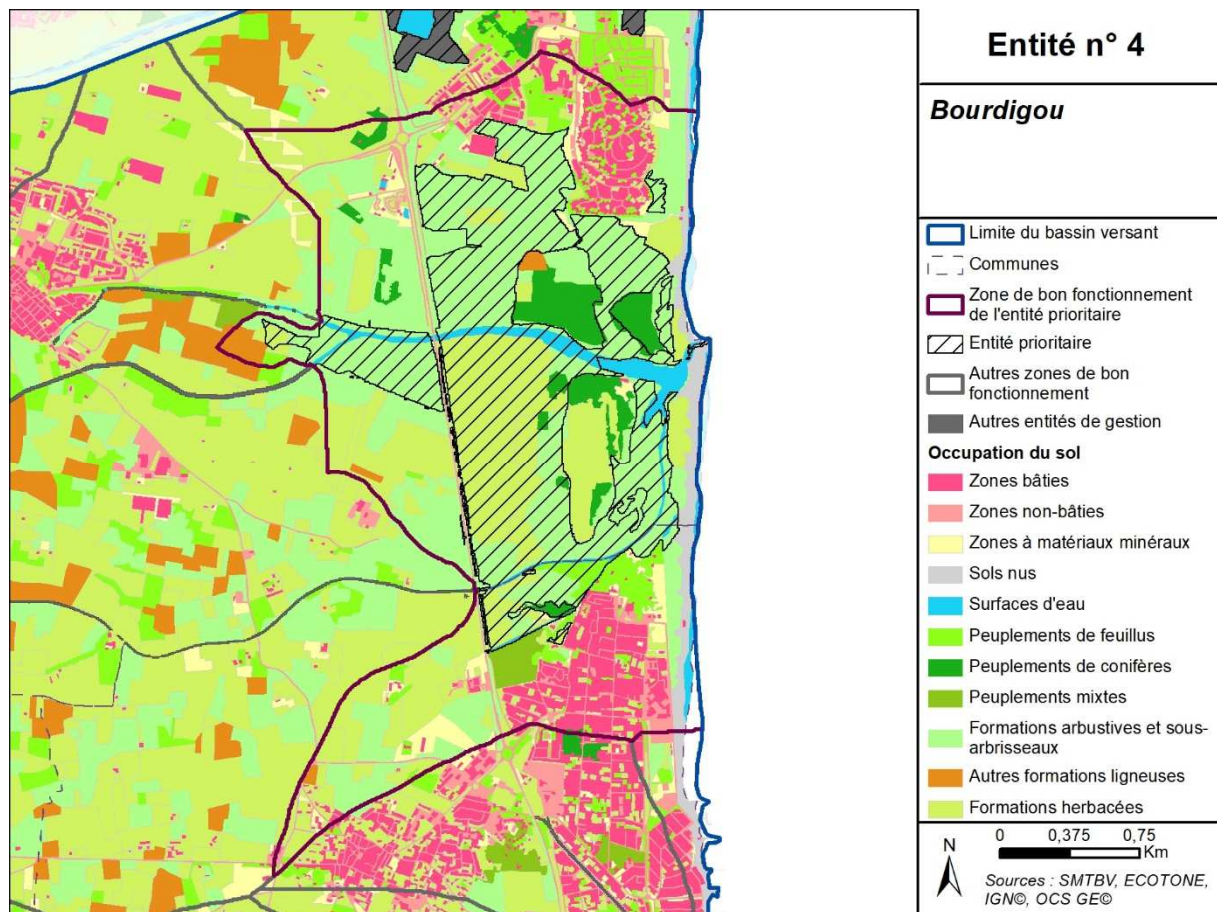 Entité n° 4
Bourdigou
Limite du bassin versant
Communes
Zone de bon fonctionnement
de l'entité prioritaire
Entité prioritaire
Autres zones de bon
fonctionnement
Autres entités de gestion
Occupation du sol
Zones bâties
Zones non-bâties
Zones à matériaux minéraux
Sols nus
Surfaces d'eau
Peuplements de feuillus
Peuplements de conifères
Peuplements mixtes
Formations arbustives et sous-
arbrisseaux
Autres formations ligneuses
Formations herbacées
N
0 0,375 0,75
Km
Sources : SMTBV, ECOTONE,
IGN©, OCS GE©